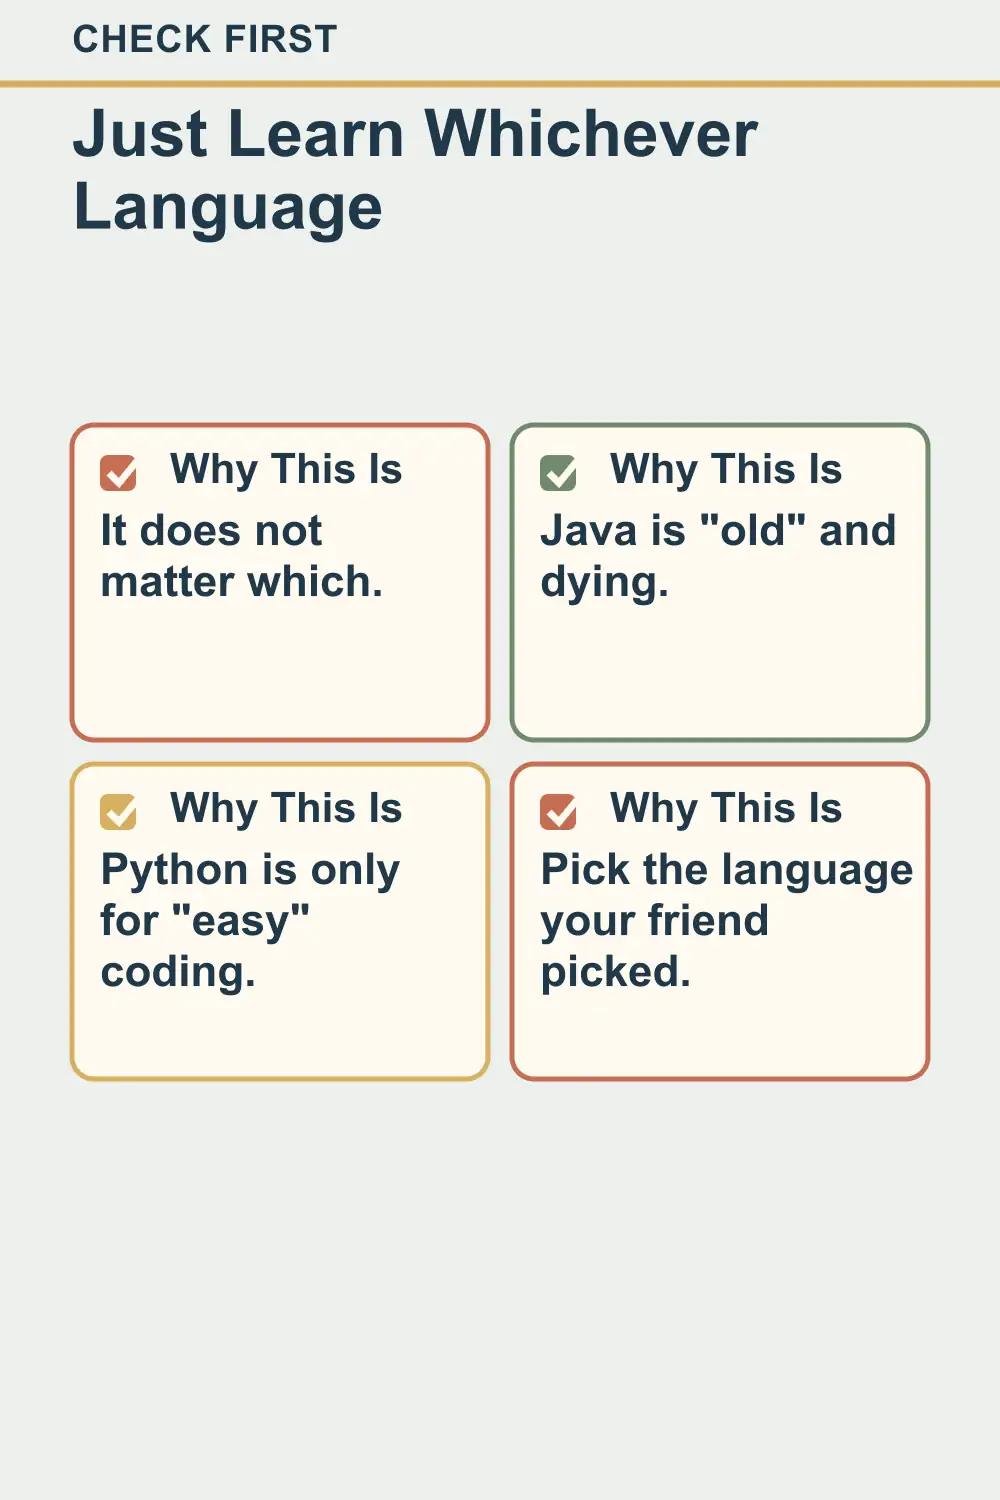 CHECK FIRST
Just Learn Whichever
Language
Why This Is
It does not
matter which.
Why This Is
Java is "old" and
dying.
Why This Is
Python is only
for "easy"
coding.
Why This Is
Pick the language
your friend
picked.